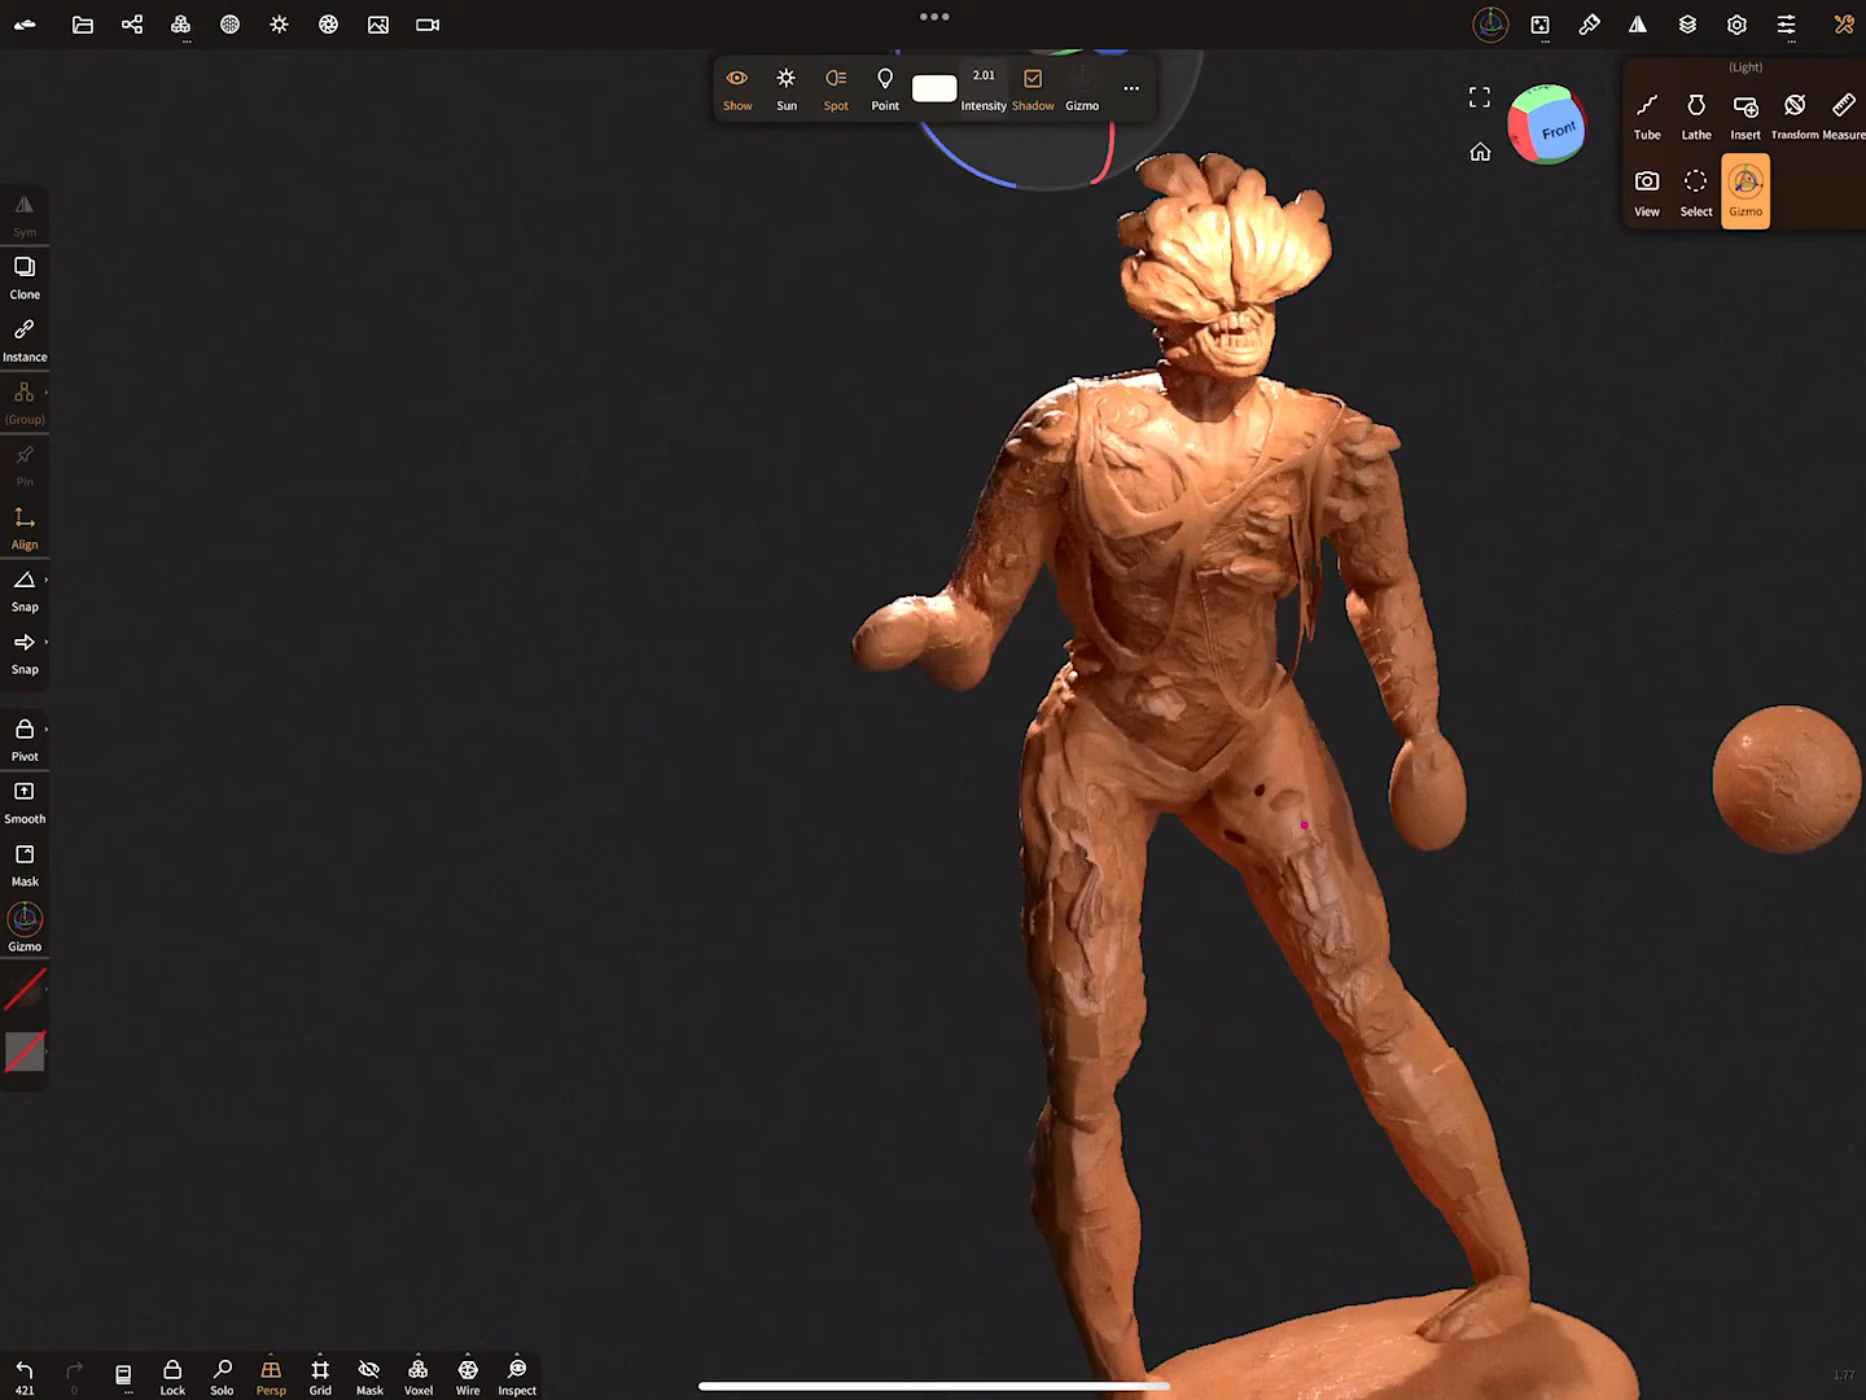 Show
Sun
Spot
Point
2.01
Intensity
Shadow
Gizmo
Front
(Light)
Tube
Lathe
Insert
Transform
Measure
View
Select
Gizmo
Sym
Clone
Instance
(Group)
Pin
Align
Snap
Snap
Pivot
Smooth
Mask
Gizmo
421
0
Lock
Solo
Persp
Grid
Mask
Voxel
Wire
Inspect
1.77